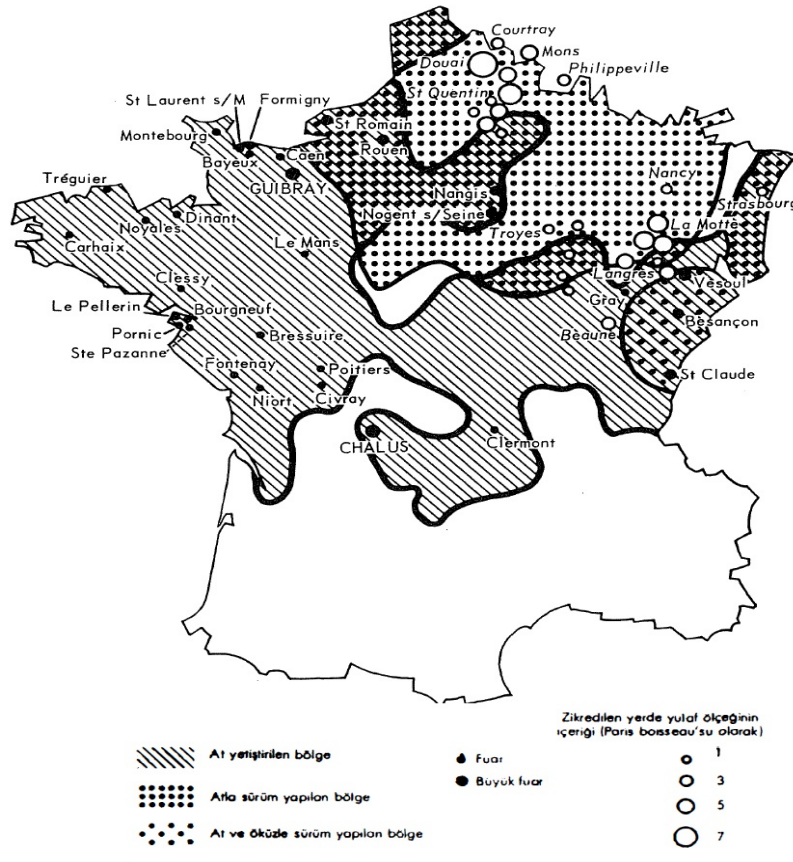 Courtray
Mons
Douai
Philippeville
St Quentin
St Laurent s/M
Formigny
Montebourg
St Romain
Rouen
Bayeux
Caen
GUIBRAY
Nancy
Tréguier
Nangis
Strasbourg
Dinant
Nogent s/Seine
Noyales
Troyes
La Motte
Carhaix
Le Mans
Langres
Vesoul
Clessy
Gray
Le Pellerin
Bourgneuf
Besançon
Pornic
Bressuire
Beaune
Ste Pazanne
Fontenay
Poitiers
St Claude
Niort
Civray
CHALUS
Clermont
Zikredilen yerde yulaf ölçeğinin
içeriği (Paris boisseau'su olarak)
At yetiştirilen bölge
Fuar
1
Büyük fuar
3
Atla sürüm yapılan bölge
5
At ve öküzle sürüm yapılan bölge
7